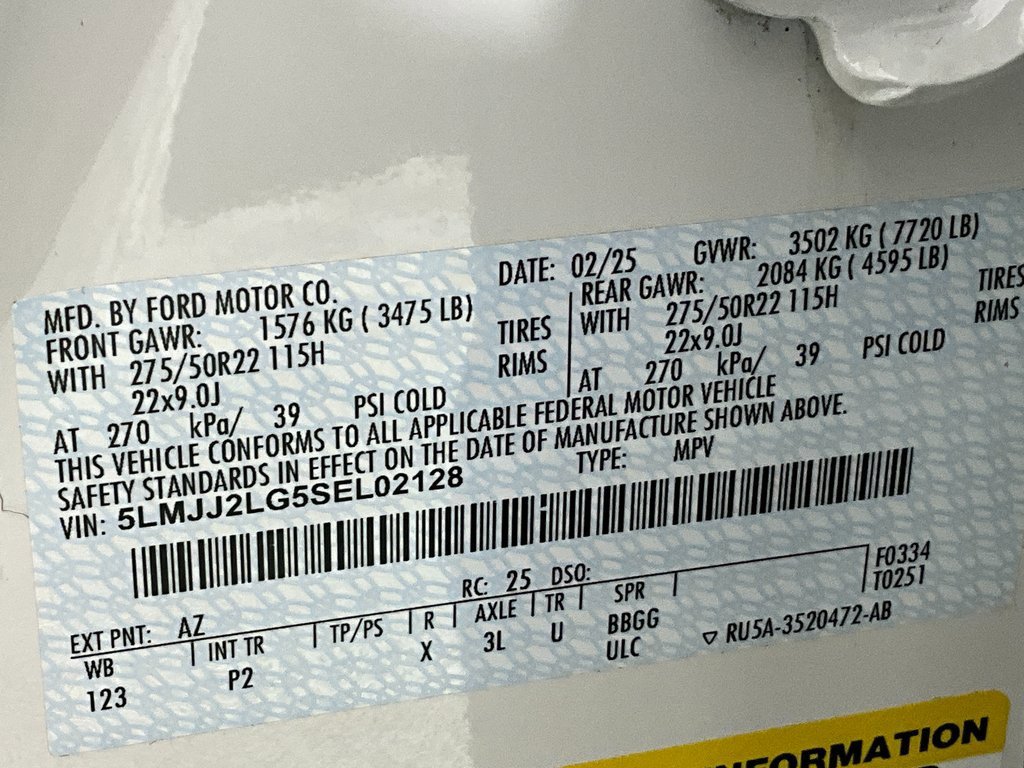 MFD. BY FORD MOTOR CO.
DATE: 02/25 GVWR: 3502 KG ( 7720 LB)
FRONT GAWR: 1576 KG ( 3475 LB)
WITH 275/50R22 115H TIRES
22x9.0J RIMS
AT 270 kPa/ 39 PSI COLD
REAR GAWR: 2084 KG ( 4595 LB)
WITH 275/50R22 115H TIRES
22x9.0J RIMS
AT 270 kPa/ 39 PSI COLD
THIS VEHICLE CONFORMS TO ALL APPLICABLE FEDERAL MOTOR VEHICLE
SAFETY STANDARDS IN EFFECT ON THE DATE OF MANUFACTURE SHOWN ABOVE.
VIN: 5LMJJ2LG5SEL02128 TYPE: MPV
EXT PNT: AZ RC: 25 DSO: F0334
T0251
WB INT TR TP/PS R AXLE TR SPR
123 P2 X 3L U BBGG
ULC ▽ RU5A-3520472-AB